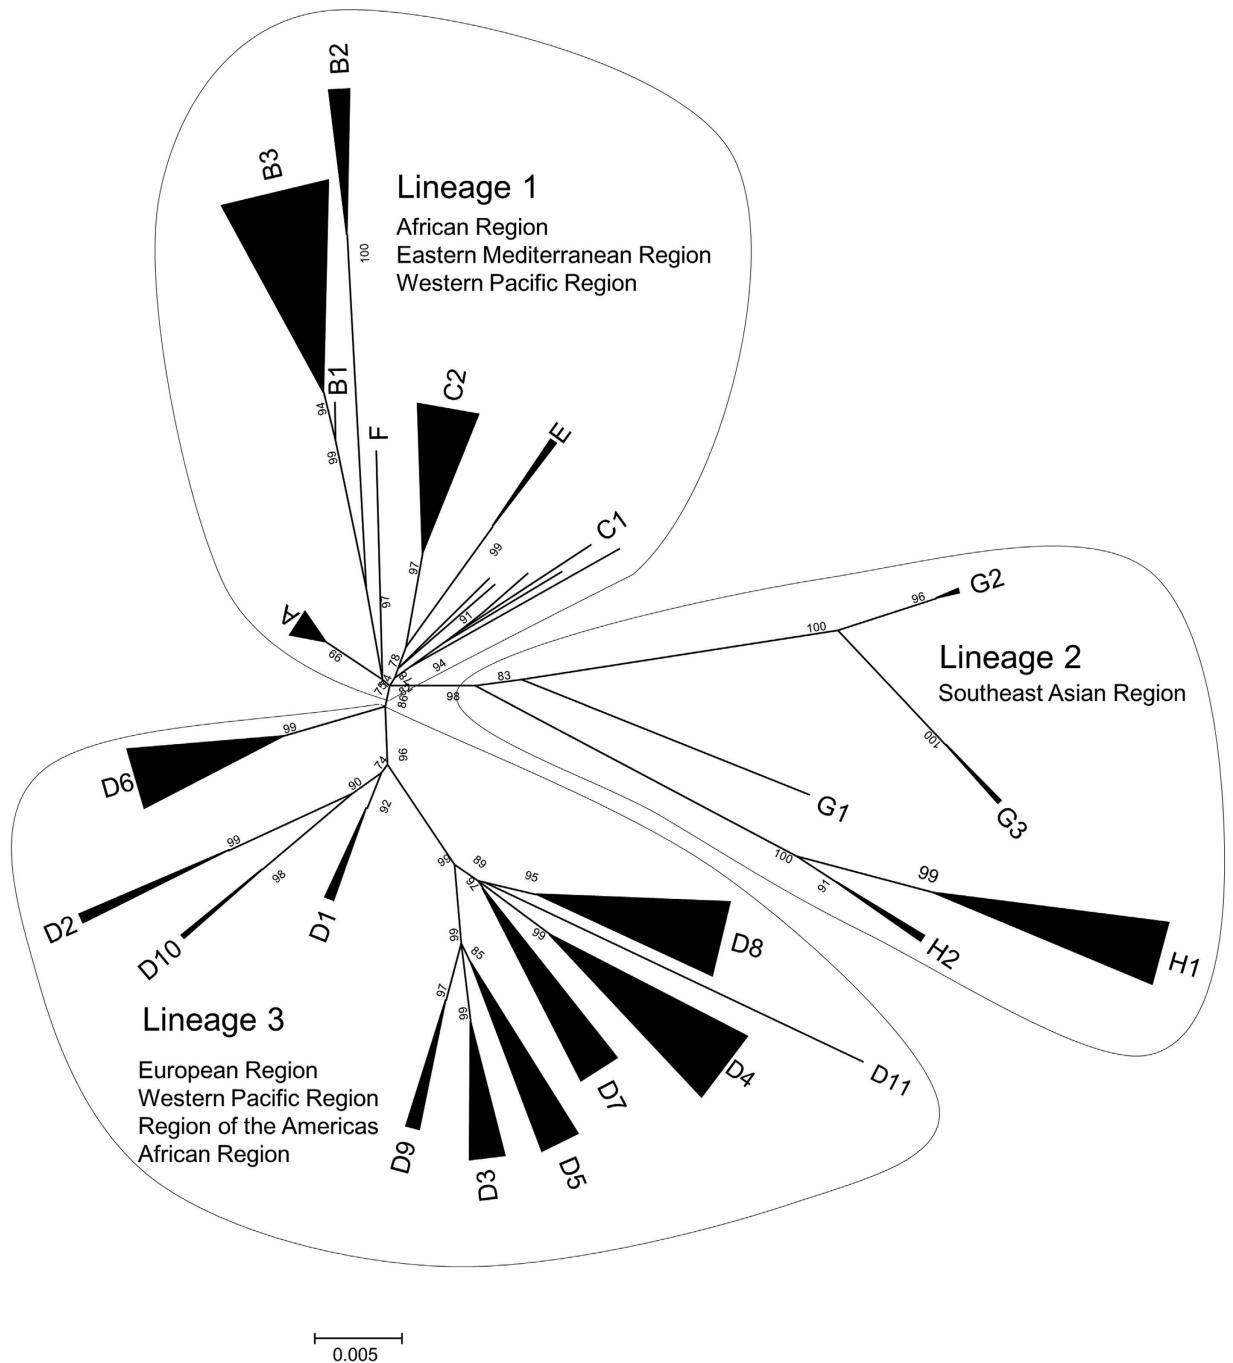 B2
B3
Lineage 1
African Region
Eastern Mediterranean Region
Western Pacific Region
100
B1
C2
94
F
E
99
99
C1
97
97
91
A
99
78
94
G2
96
100
Lineage 2
Southeast Asian Region
83
98
86
99
D6
96
74
90
92
G1
G3
100
99
98
D2
D10
D1
99
89
76
95
100
91
99
H2
H1
D8
99
99
85
97
99
D11
D4
D7
Lineage 3
European Region
Western Pacific Region
Region of the Americas
African Region
D9
D3
D5
0.005